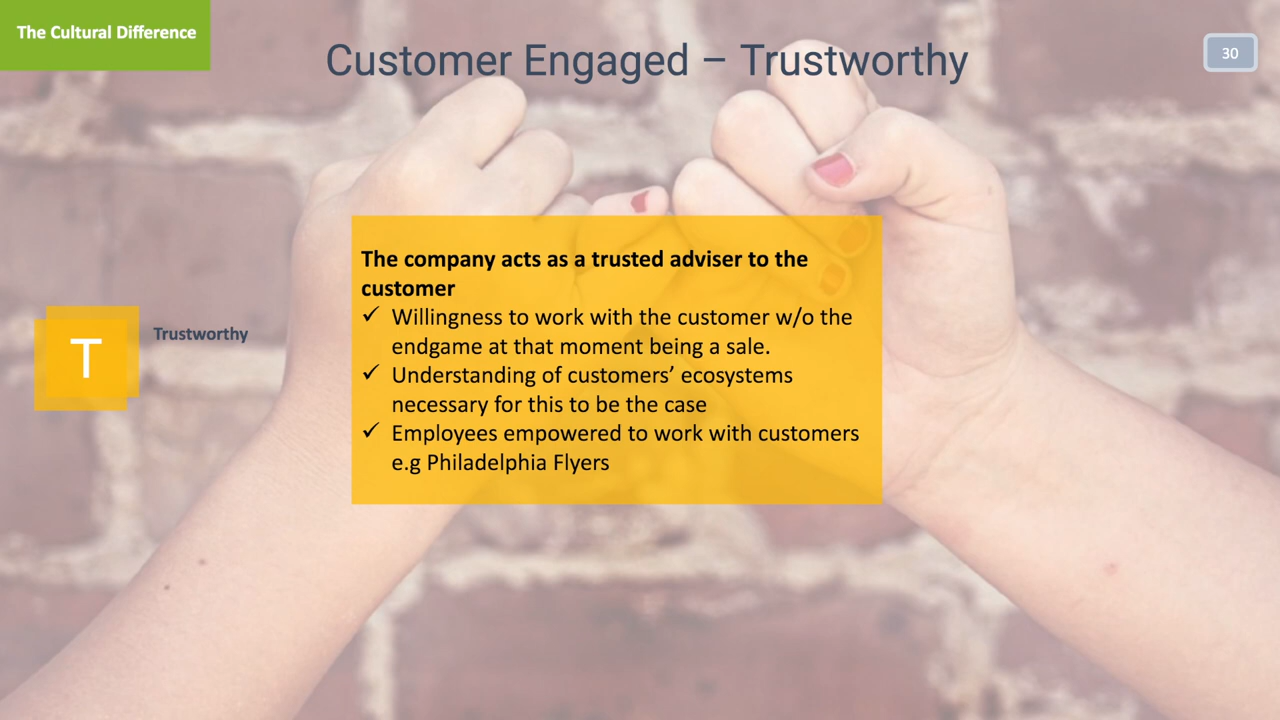 The Cultural Difference
Customer Engaged – Trustworthy
30
The company acts as a trusted adviser to the
customer
✓ Willingness to work with the customer w/o the
endgame at that moment being a sale.
✓ Understanding of customers’ ecosystems
necessary for this to be the case
✓ Employees empowered to work with customers
e.g Philadelphia Flyers
T
Trustworthy